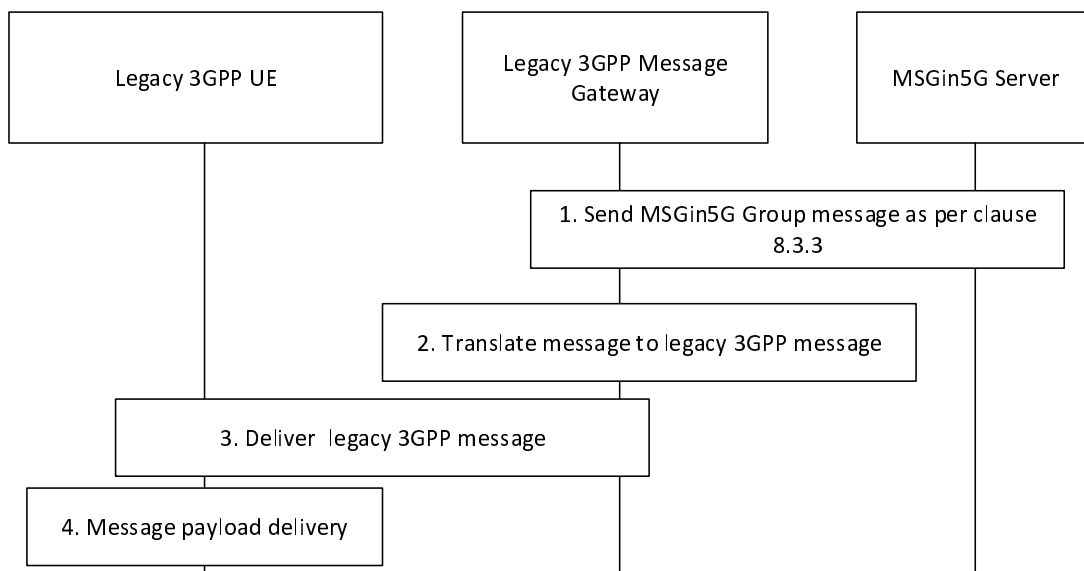 Legacy 3GPP UE
Legacy 3GPP Message
Gateway
MSGin5G Server
1. Send MSGin5G Group message as per clause
8.3.3
2. Translate message to legacy 3GPP message
3. Deliver legacy 3GPP message
4. Message payload delivery